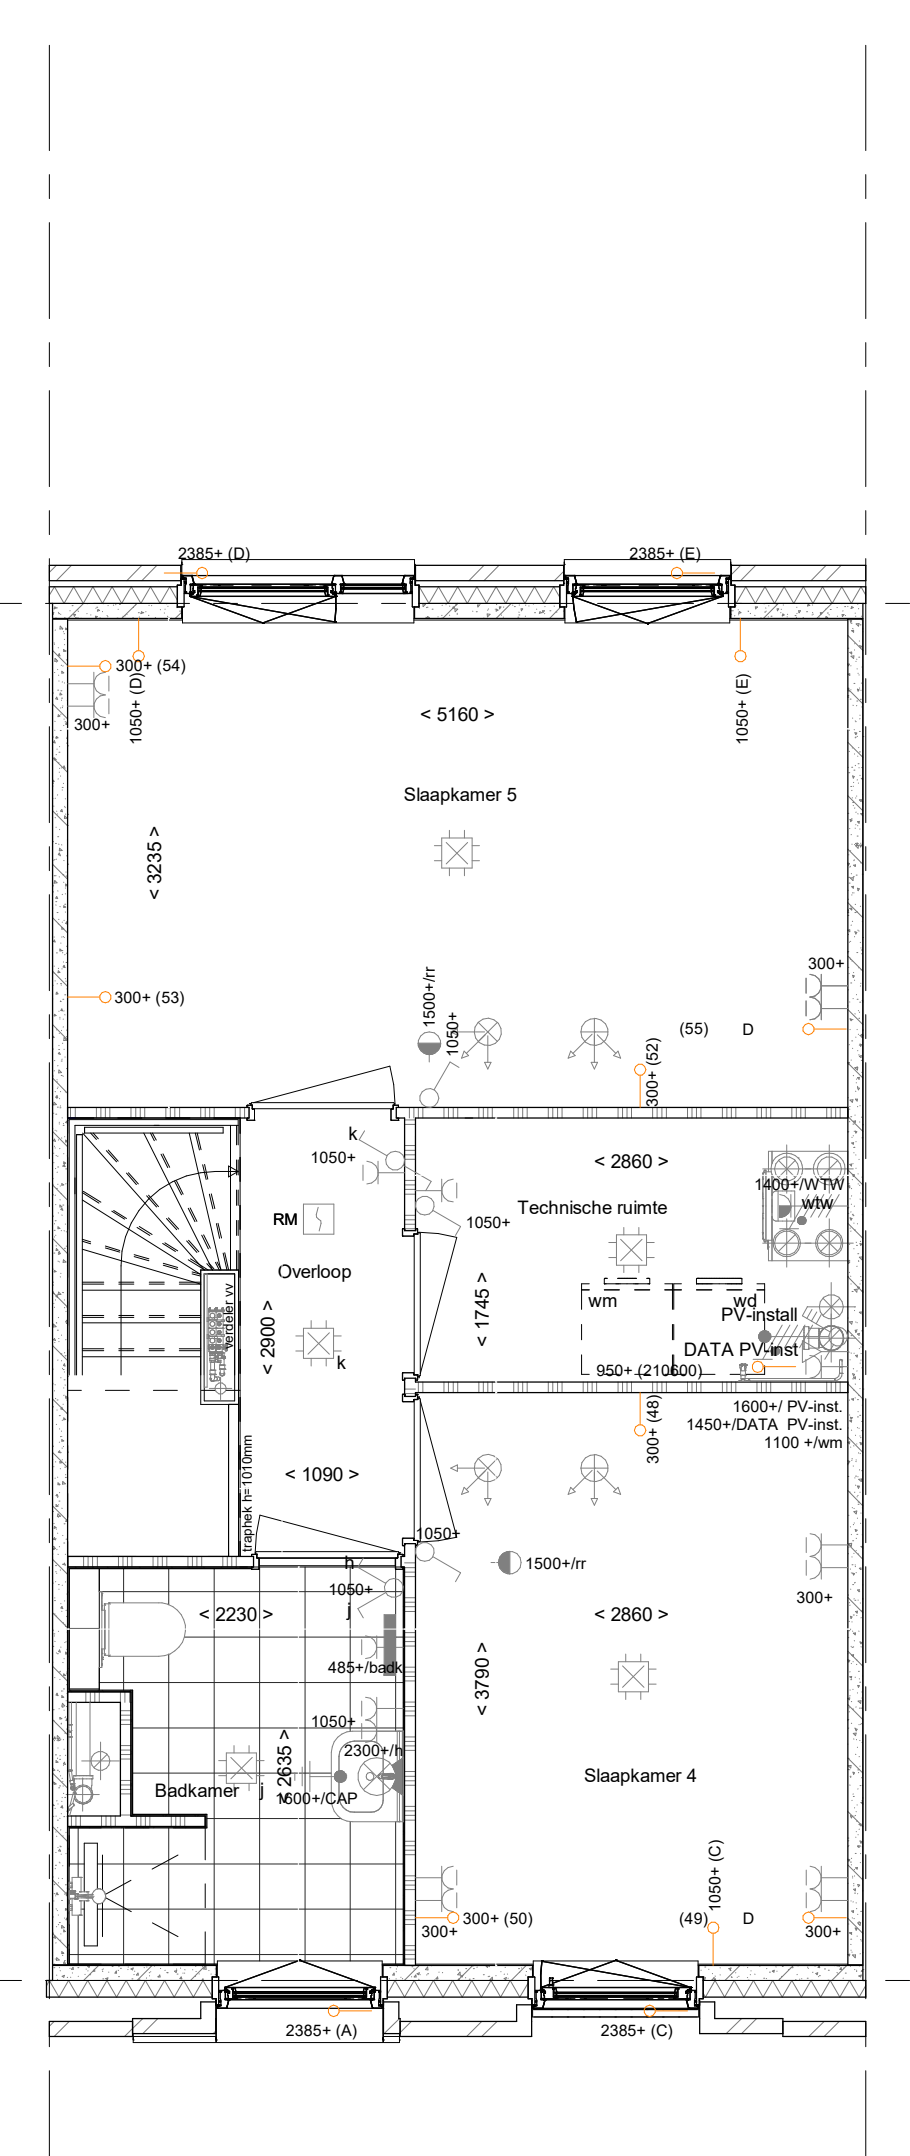 2385+ (D)
2385+ (E)
300+ (54)
300+
1050+ (D)
1050+ (E)
< 5160 >
Slaapkamer 5
< 3235 >
300+
300+ (53)
1500+/rr
1050+
(55)
D
300+ (52)
k
1050+
< 2860 >
1400+/WTW
wtw
Technische ruimte
RM
1050+
Overloop
verdeler vv
< 2900 >
k
< 1745 >
wm
wd
PV-install
DATA PV-inst
950+ (210600)
1600+/ PV-inst.
1450+/DATA PV-inst.
1100 +/wm
300+ (48)
traphek h=1010mm
< 1090 >
1050+
h
1050+
j
1500+/rr
300+
< 2230 >
< 2860 >
485+/badk
< 3790 >
1050+
2300+/h
< 2635 >
Badkamer
j
1600+/CAP
Slaapkamer 4
1050+ (C)
300+ (50)
300+
(49)
D
300+
2385+ (A)
2385+ (C)